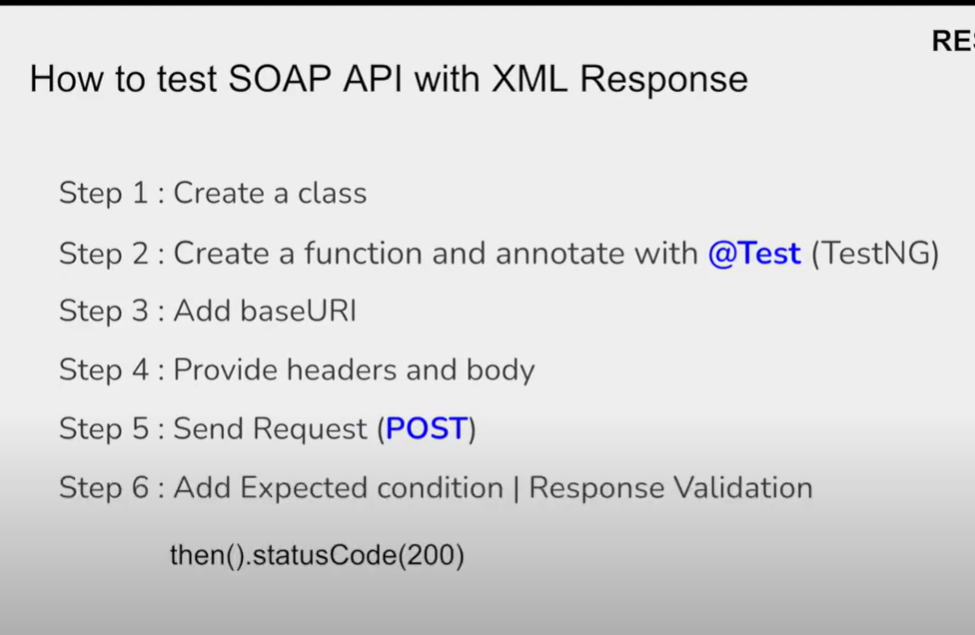 RES
How to test SOAP API with XML Response
Step 1 : Create a class
Step 2 : Create a function and annotate with @Test (TestNG)
Step 3 : Add baseURI
Step 4 : Provide headers and body
Step 5 : Send Request (POST)
Step 6 : Add Expected condition | Response Validation
then().statusCode(200)